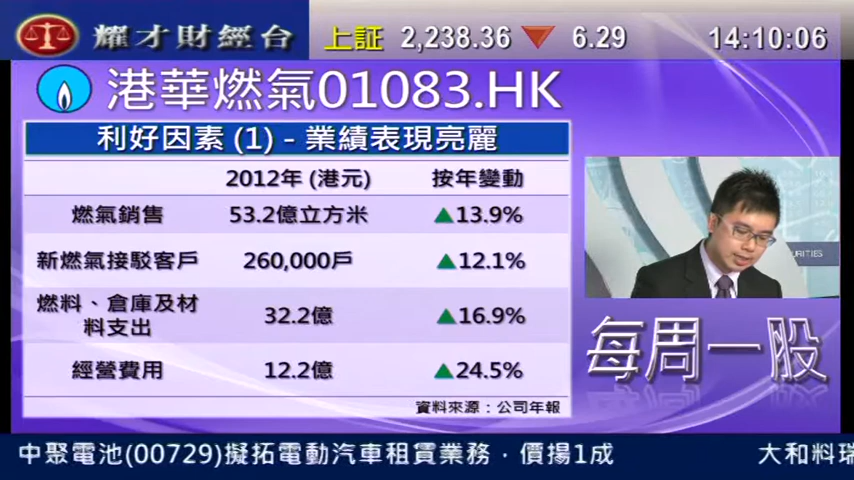 耀才財經台
上証 2,238.36 6.29
14:10:06
港華燃氣01083.HK
利好因素 (1) - 業績表現亮麗
2012年 (港元) 按年變動
燃氣銷售 53.2億立方米 ▲13.9%
新燃氣接駁客戶 260,000戶 ▲12.1%
燃料、倉庫及材
料支出 32.2億 ▲16.9%
經營費用 12.2億 ▲24.5%
資料來源：公司年報
URITIES
每周一股
中聚電池(00729)擬拓電動汽車租賃業務．價揚1成
大和料瑞